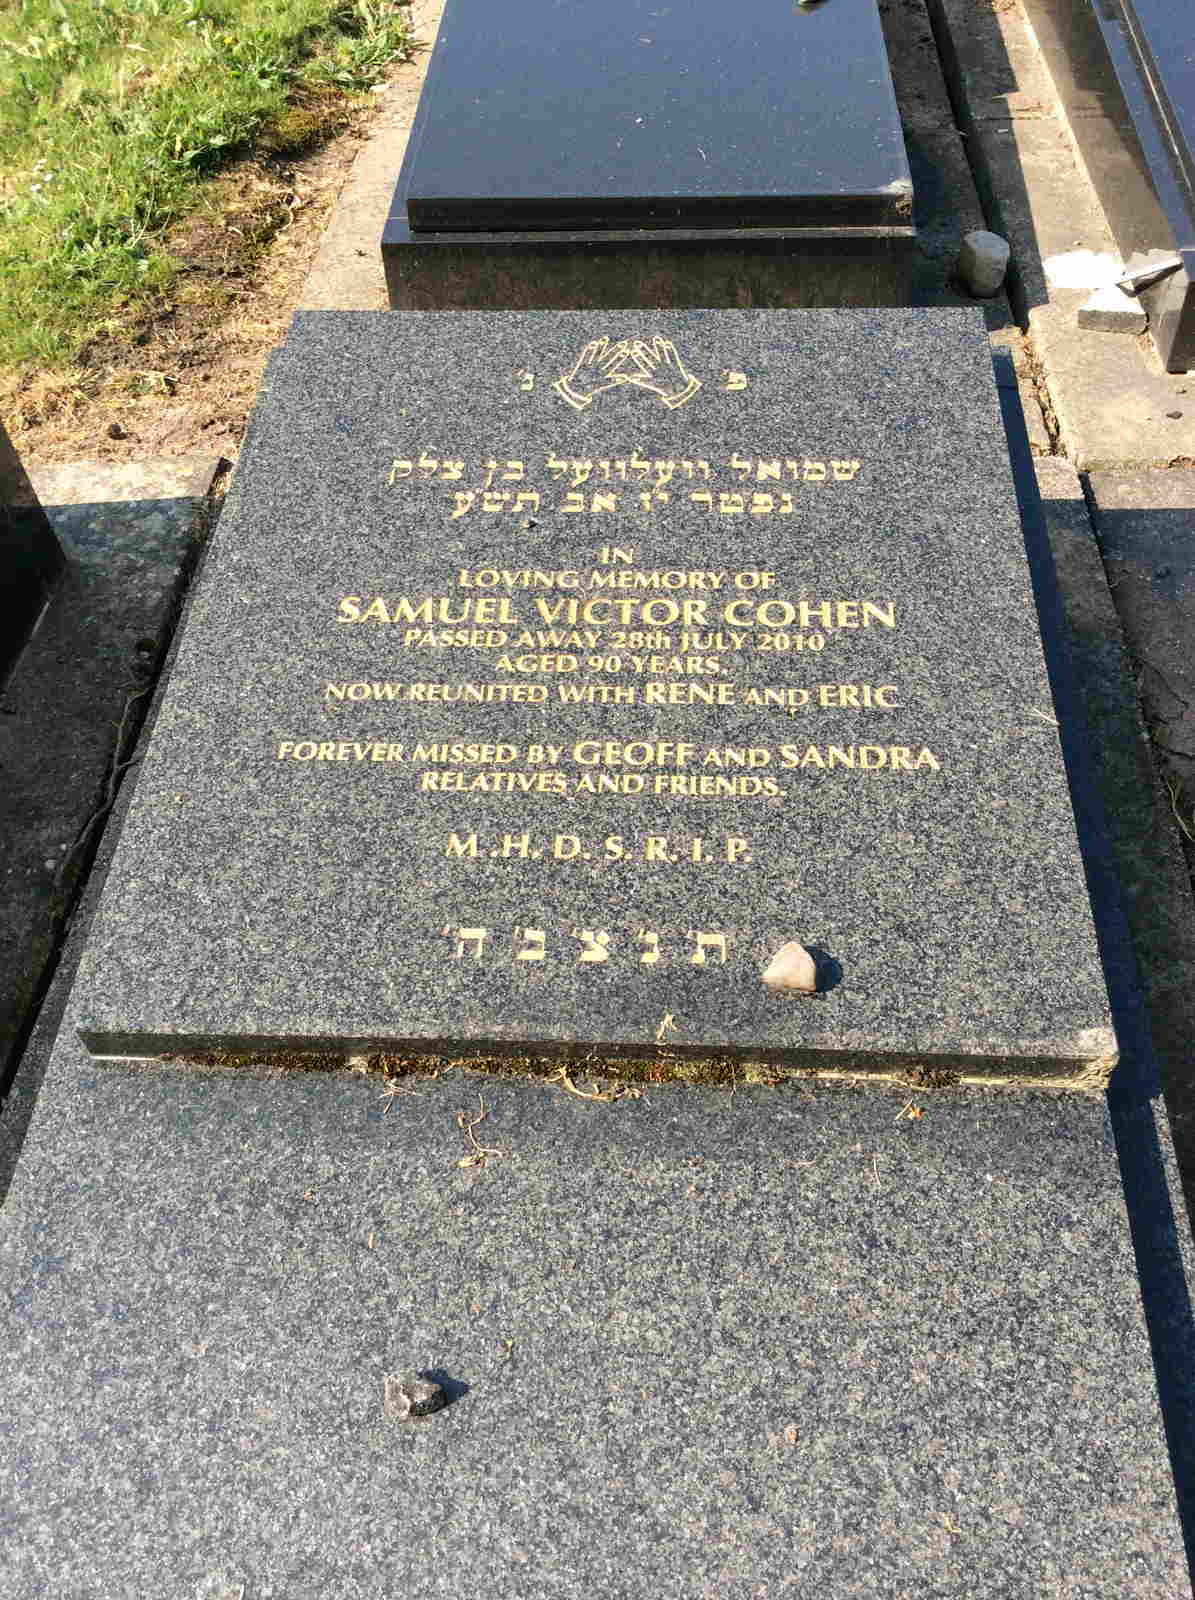 פ' נ'
שמואל וועלוועל בן צלק
נפטר יז אב תשע
IN
LOVING MEMORY OF
SAMUEL VICTOR COHEN
PASSED AWAY 28th JULY 2010
AGED 90 YEARS.
NOW REUNITED WITH RENE AND ERIC
FOREVER MISSED BY GEOFF AND SANDRA
RELATIVES AND FRIENDS.
M.H.D.S.R.I.P.
ת' נ' צ' ב' ה'